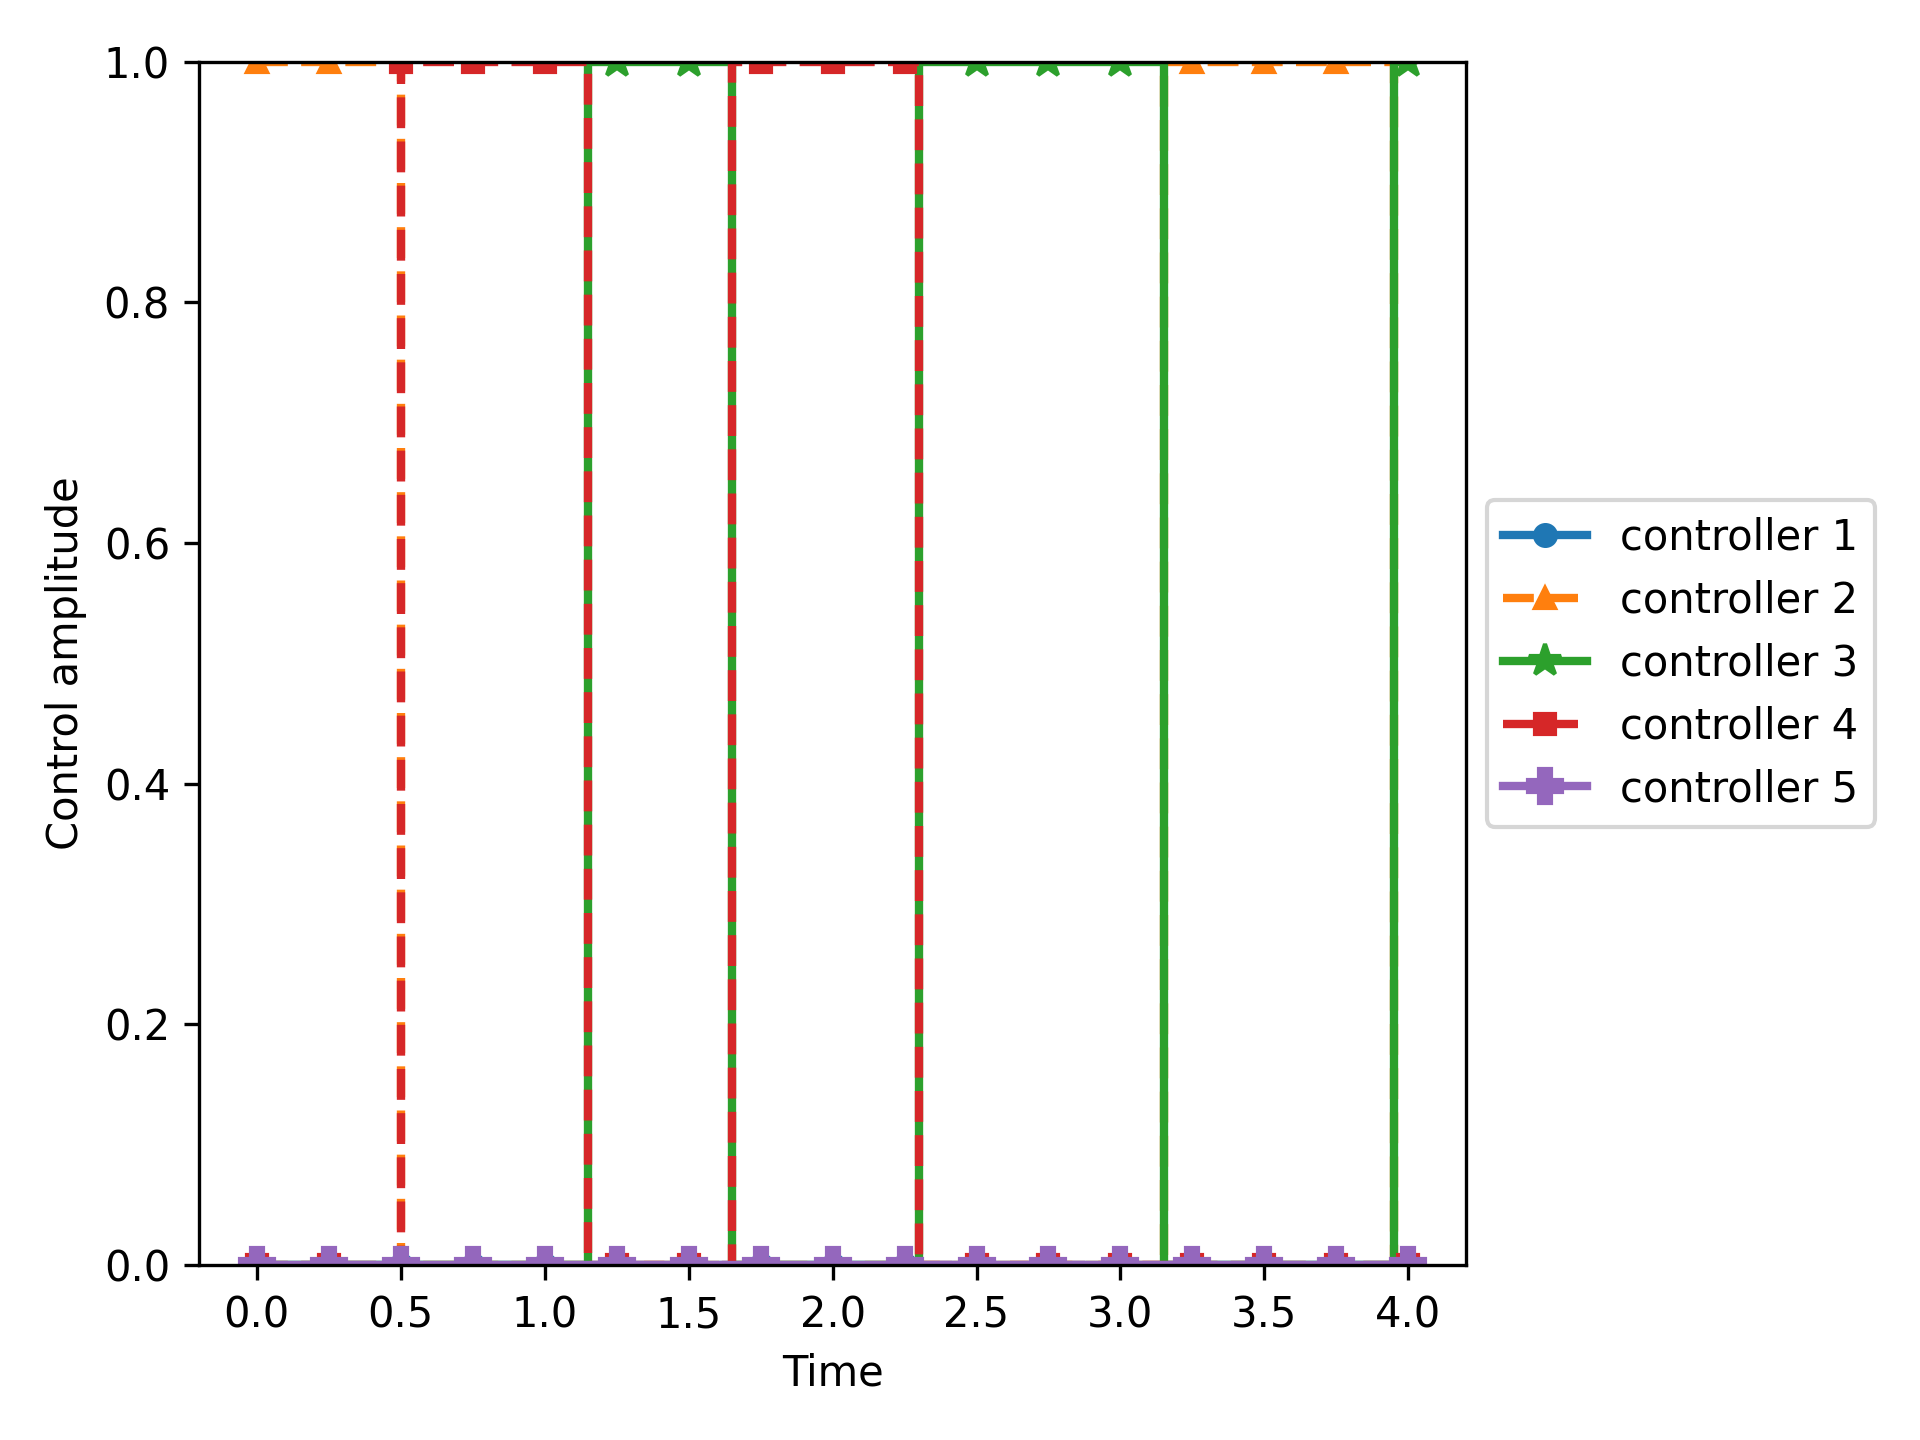 1.0
0.8
0.6
0.4
0.2
0.0
Control amplitude
0.0 0.5 1.0 1.5 2.0 2.5 3.0 3.5 4.0
Time
controller 1
controller 2
controller 3
controller 4
controller 5